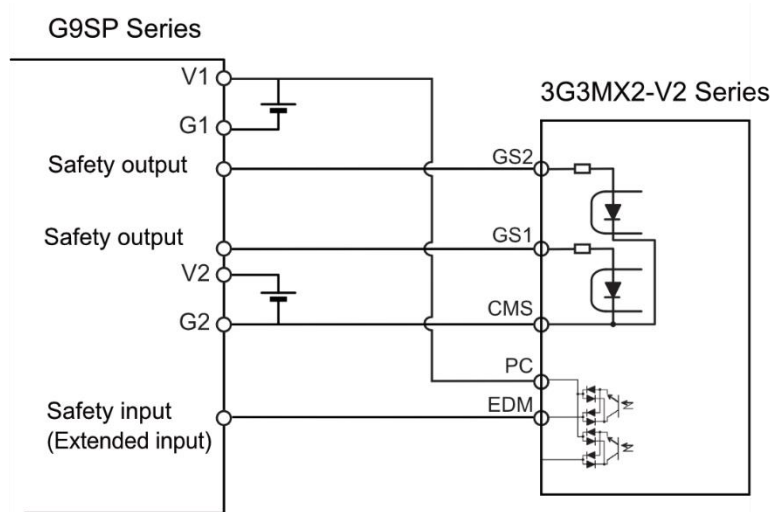 G9SP Series
V1
3G3MX2-V2 Series
G1
Safety output
GS2
Safety output
GS1
V2
G2
CMS
PC
Safety input
(Extended input)
EDM